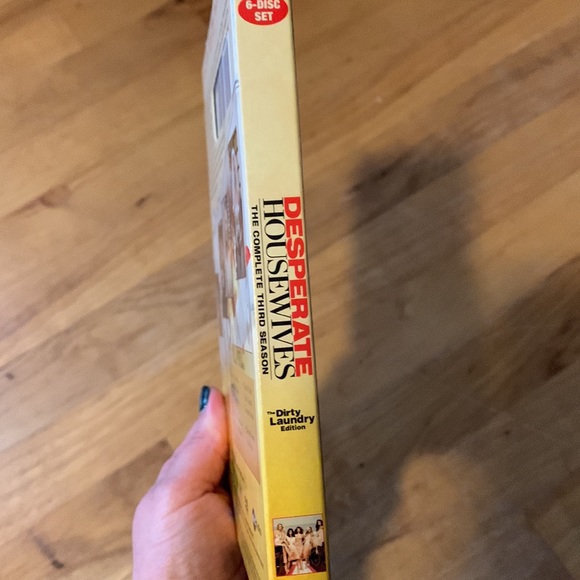 6-DISC
SET
DESPERATE
HOUSEWIVES
THE COMPLETE THIRD SEASON
The Dirty
Laundry
Edition